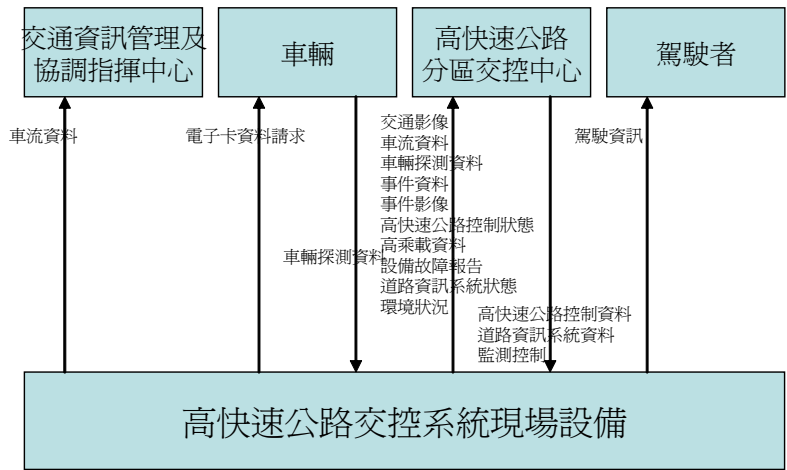 交通資訊管理及
協調指揮中心
車輛
高快速公路
分區交控中心
駕駛者
車流資料
電子卡資料請求
車輛探測資料
交通影像
車流資料
車輛探測資料
事件資料
事件影像
高快速公路控制狀態
高乘載資料
設備故障報告
道路資訊系統狀態
環境狀況
高快速公路控制資料
道路資訊系統資料
監測控制
駕駛資訊
高快速公路交控系統現場設備